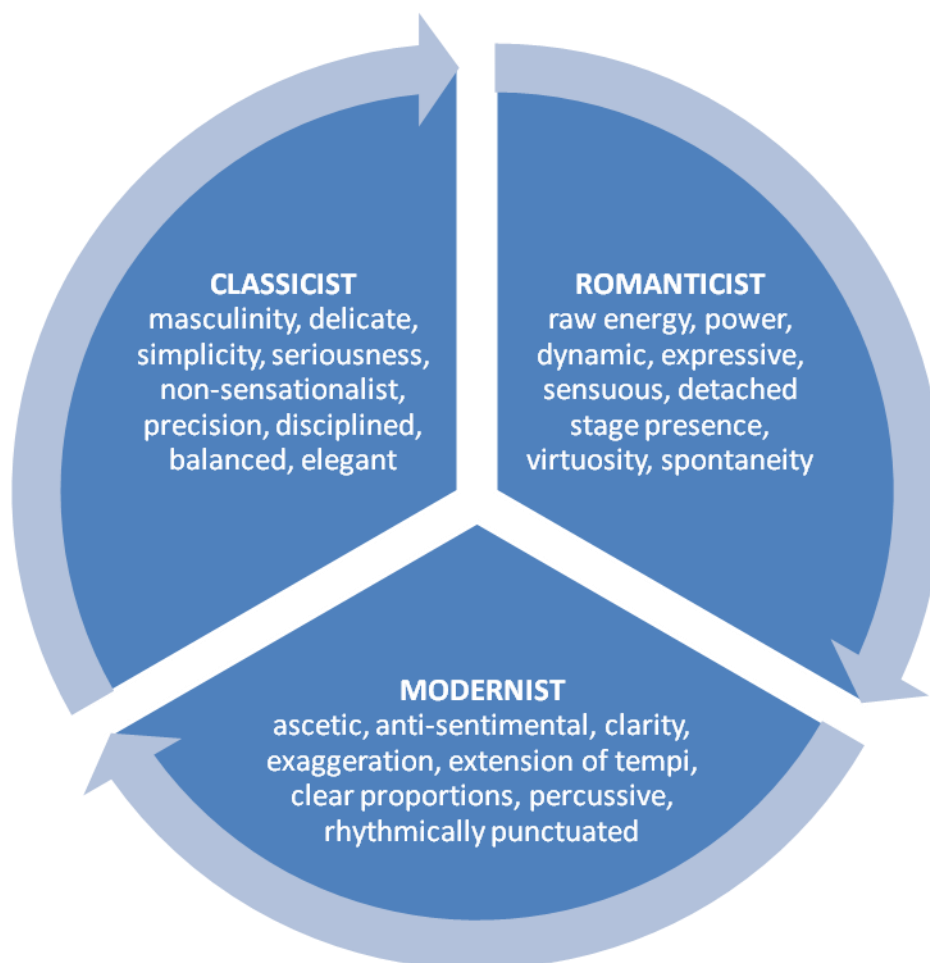 CLASSICIST
masculinity, delicate,
simplicity, seriousness,
non-sensationalist,
precision, disciplined,
balanced, elegant
ROMANTICIST
raw energy, power,
dynamic, expressive,
sensuous, detached
stage presence,
virtuosity, spontaneity
MODERNIST
ascetic, anti-sentimental, clarity,
exaggeration, extension of tempi,
clear proportions, percussive,
rhythmically punctuated